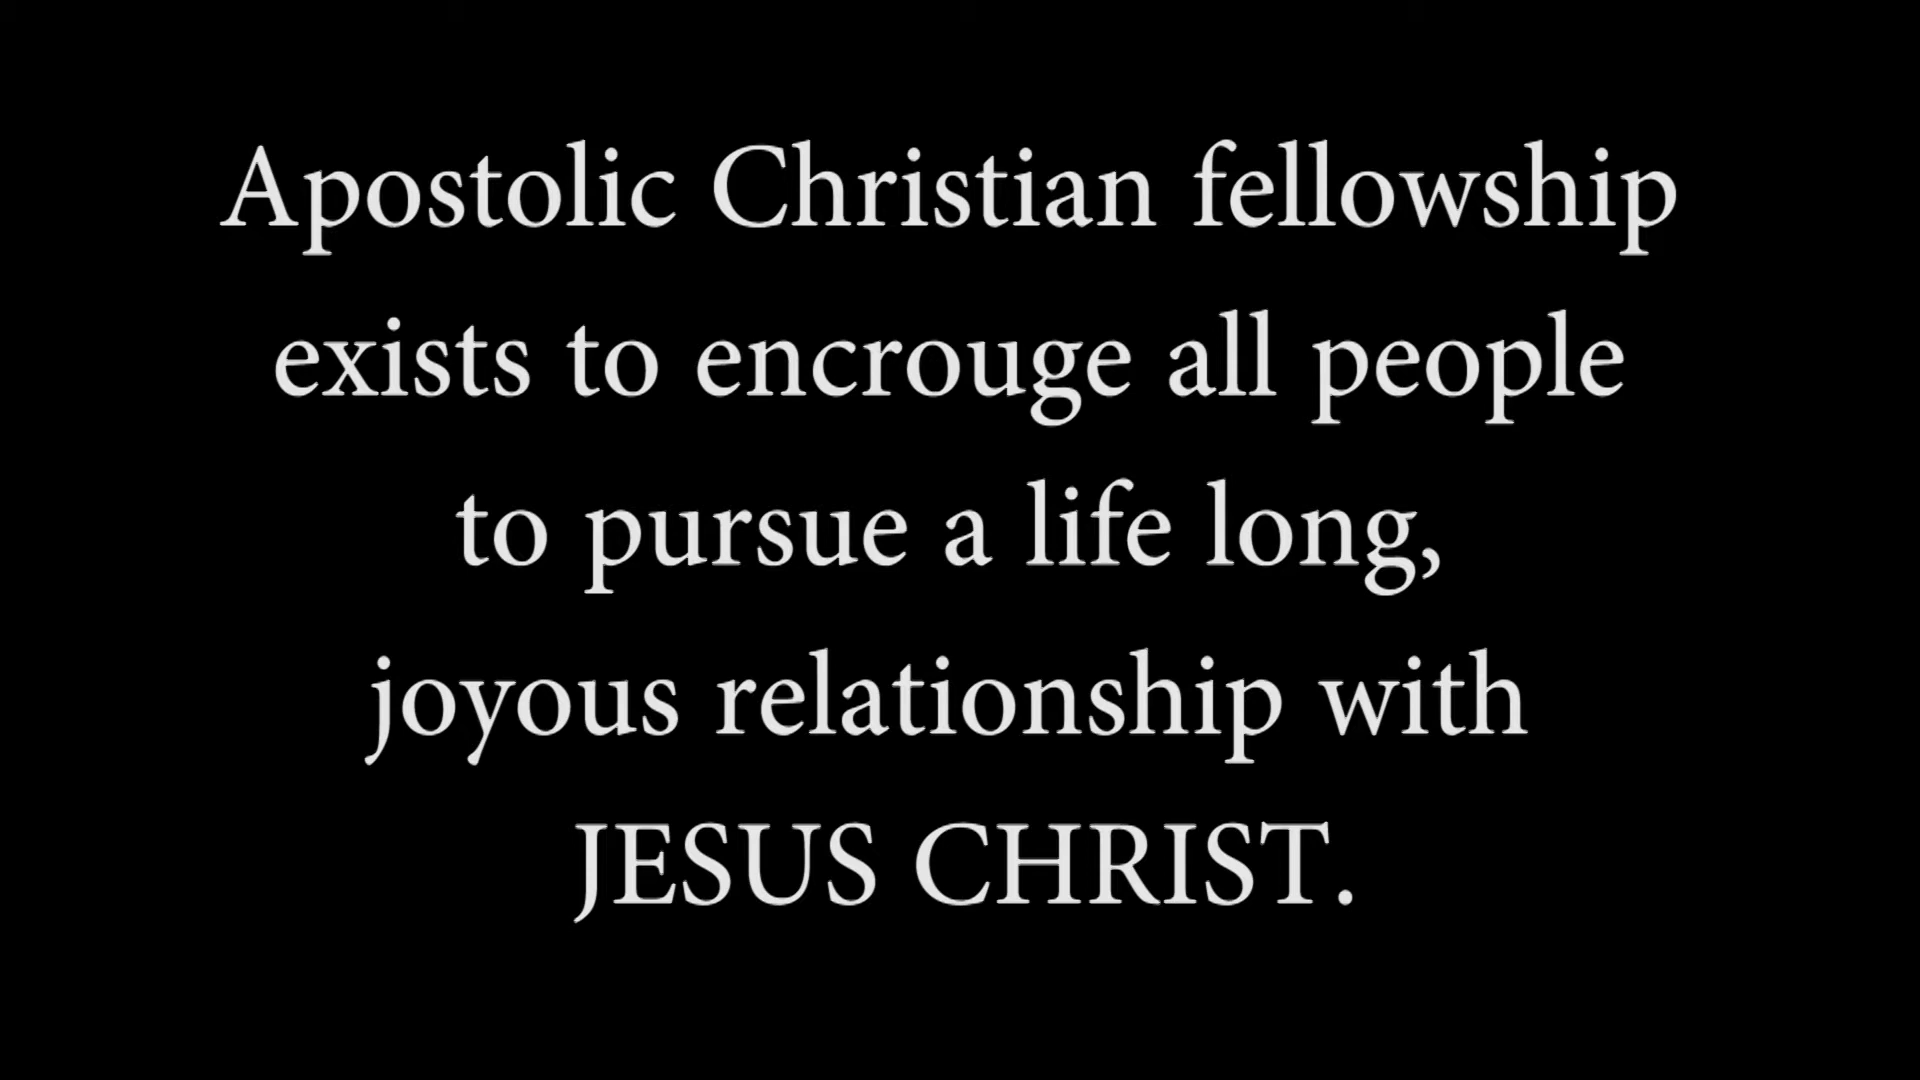 Apostolic Christian fellowship
exists to encrouge all people
to pursue a life long,
joyous relationship with
JESUS CHRIST.